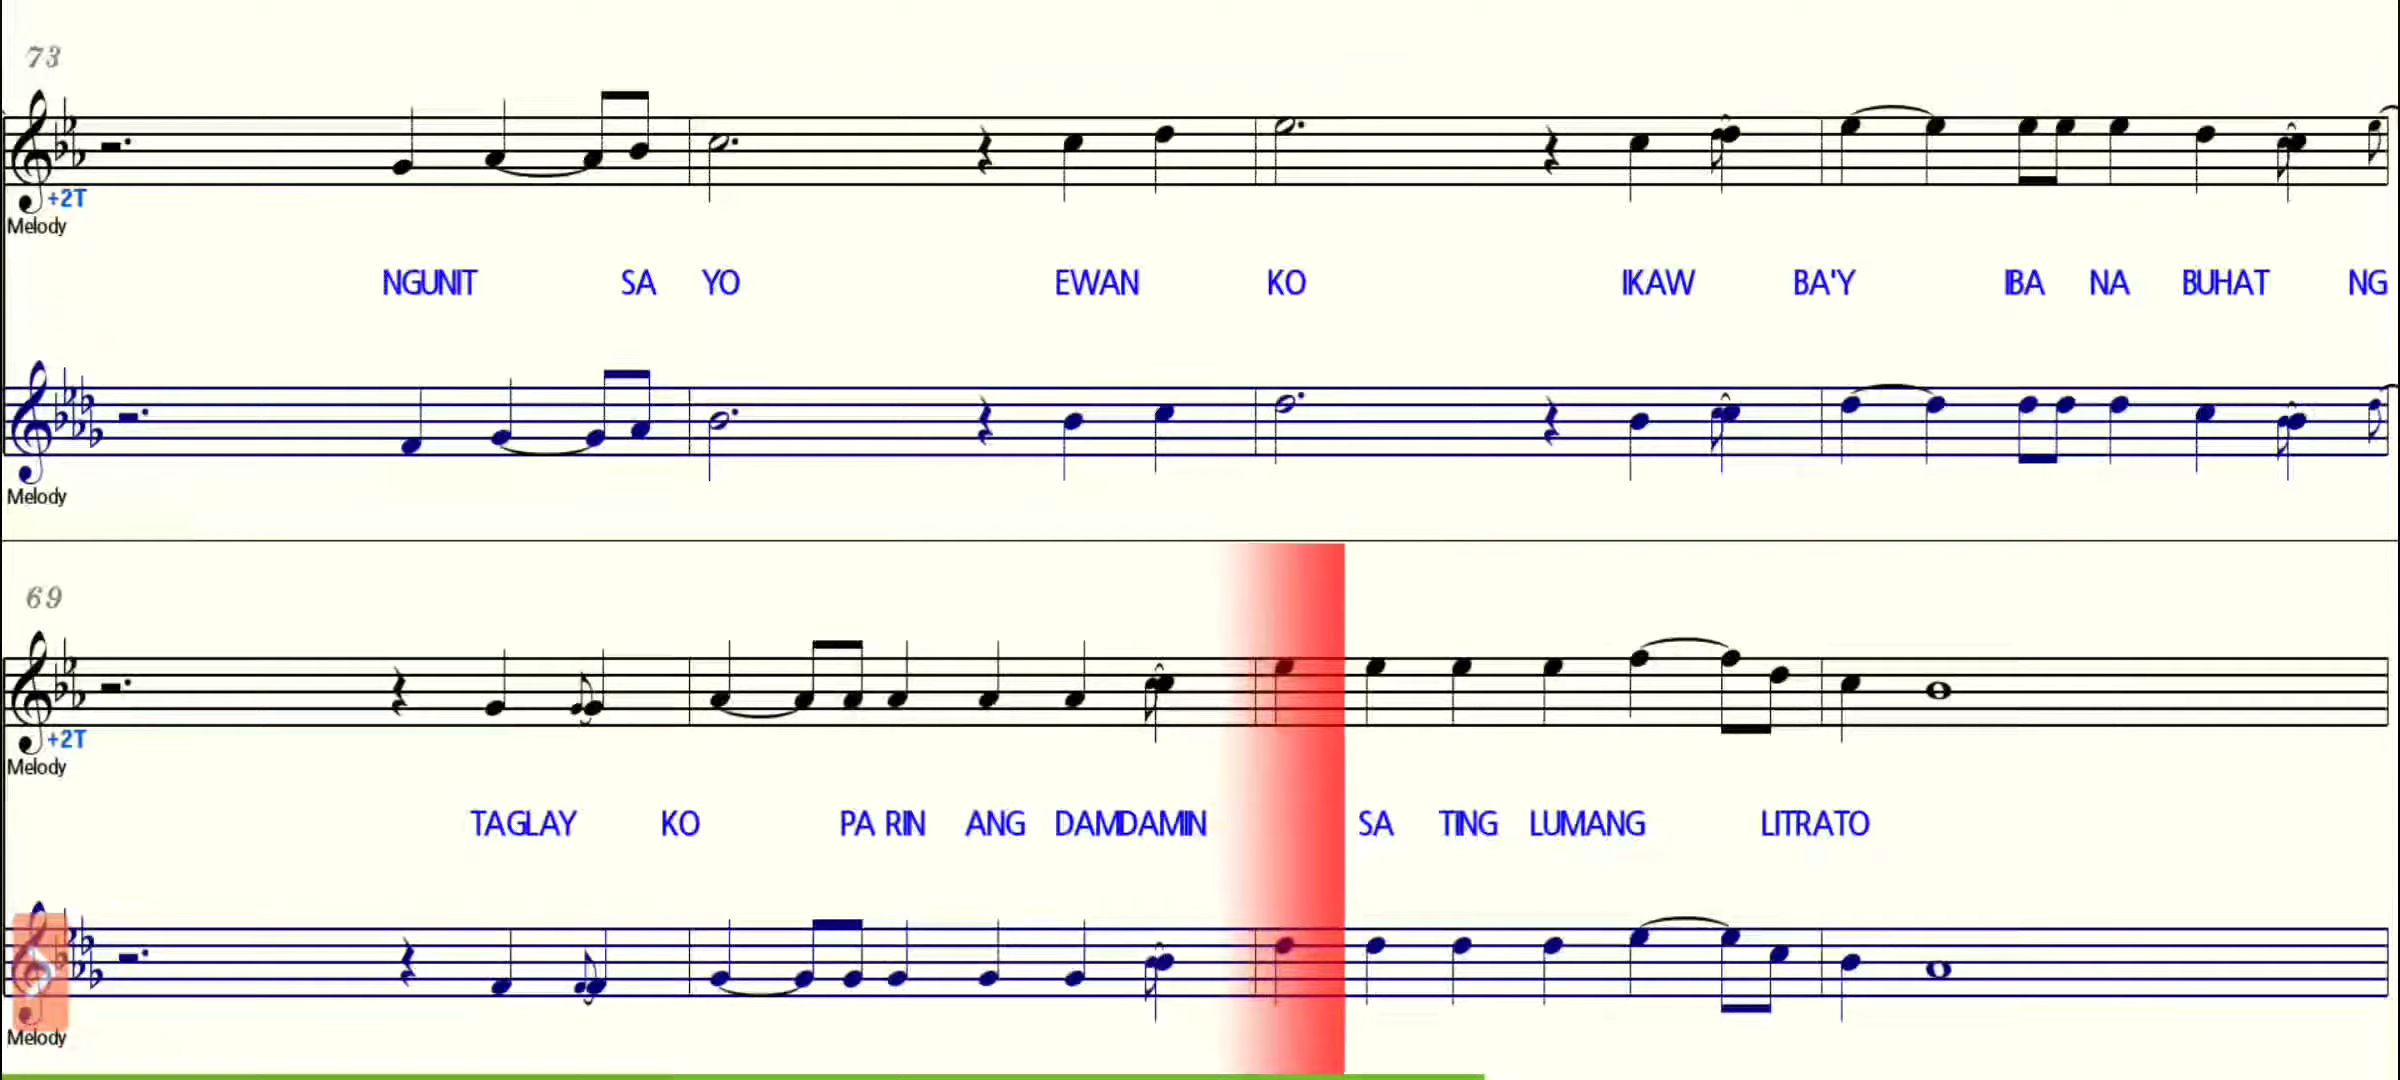 73
+2T
Melody
NGUNIT SA YO EWAN KO IKAW BA'Y IBA NA BUHAT NG
Melody
69
+2T
Melody
TAGLAY KO PA RIN ANG DAMDAMIN SA TING LUMANG LITRATO
Melody